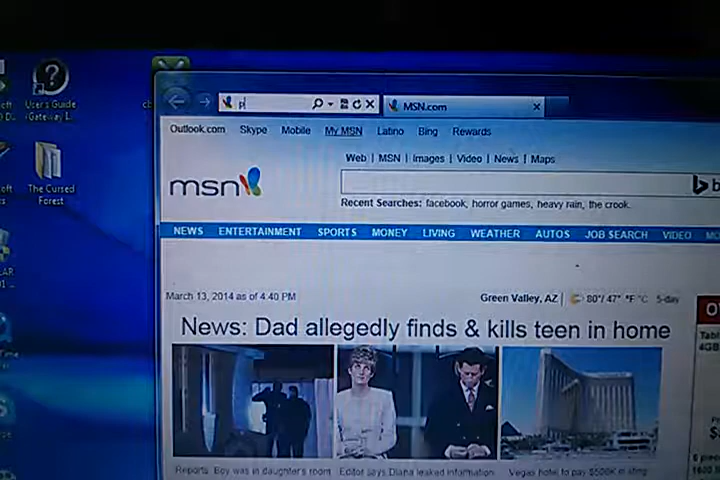 User's Guide
(Gateway L...
The Cursed
Forest
p
MSN.com
Outlook.com Skype Mobile My MSN Latino Bing Rewards
Web | MSN | Images | Video | News | Maps
msn
b
Recent Searches: facebook, horror games, heavy rain, the crook.
NEWS ENTERTAINMENT SPORTS MONEY LIVING WEATHER AUTOS JOB SEARCH VIDEO MO
March 13, 2014 as of 4:40 PM
Green Valley, AZ | 80°/ 47° °F °C 5-day
News: Dad allegedly finds & kills teen in home
Reports: Boy was in daughter's room
Editor says Diana leaked information
Vegas hotel to pay $500K in sting